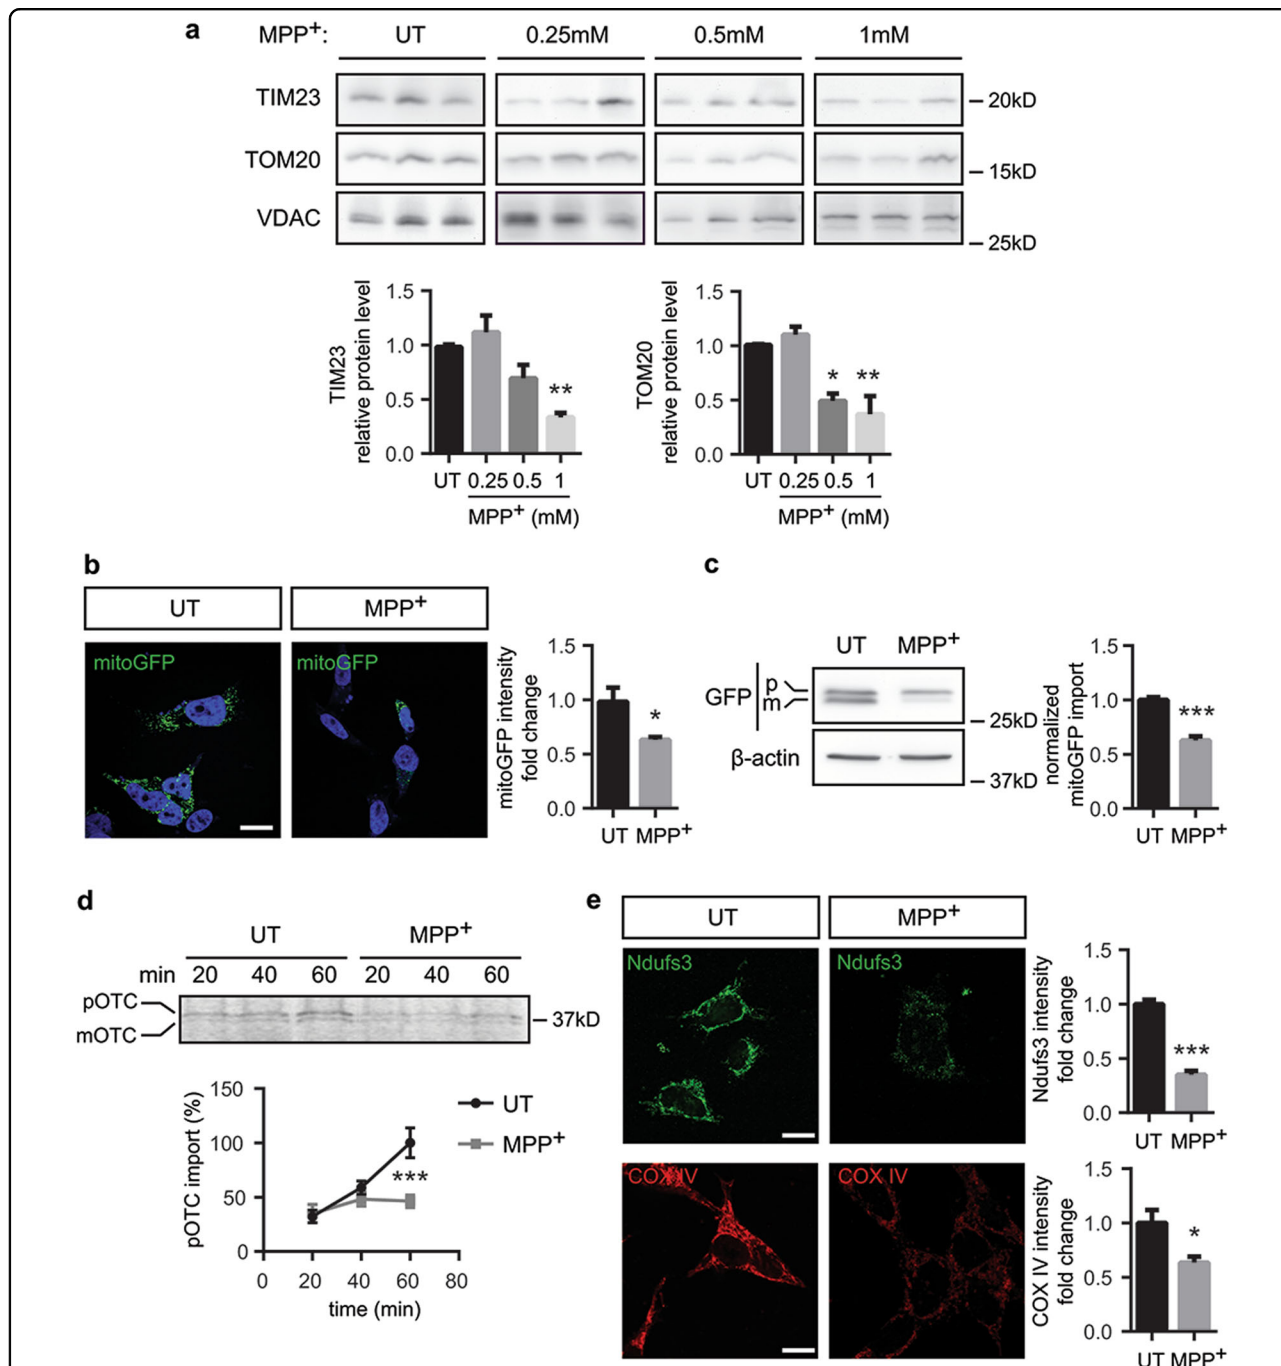 a
MPP+: UT 0.25mM 0.5mM 1mM
TIM23
20kD
TOM20
15kD
VDAC
25kD
TIM23
relative protein level
1.5
1.0
0.5
0.0
**
UT 0.25 0.5 1
MPP+ (mM)
TOM20
relative protein level
1.5
1.0
0.5
0.0
* **
UT 0.25 0.5 1
MPP+ (mM)
b
UT MPP+
mitoGFP mitoGFP
mitoGFP intensity
fold change
1.5
1.0
0.5
0.0
*
UT MPP+
c
UT MPP+
GFP
p
m
25kD
β-actin
37kD
normalized
mitoGFP import
1.5
1.0
0.5
0.0
***
UT MPP+
d
UT MPP+
min 20 40 60 20 40 60
pOTC
mOTC
37kD
pOTC import (%)
150
100
50
0
***
0 20 40 60 80
time (min)
UT
MPP+
e
UT MPP+
Ndufs3 Ndufs3
Ndufs3 intensity
fold change
1.5
1.0
0.5
0.0
***
UT MPP+
COX IV COX IV
COX IV intensity
fold change
1.5
1.0
0.5
0.0
*
UT MPP+